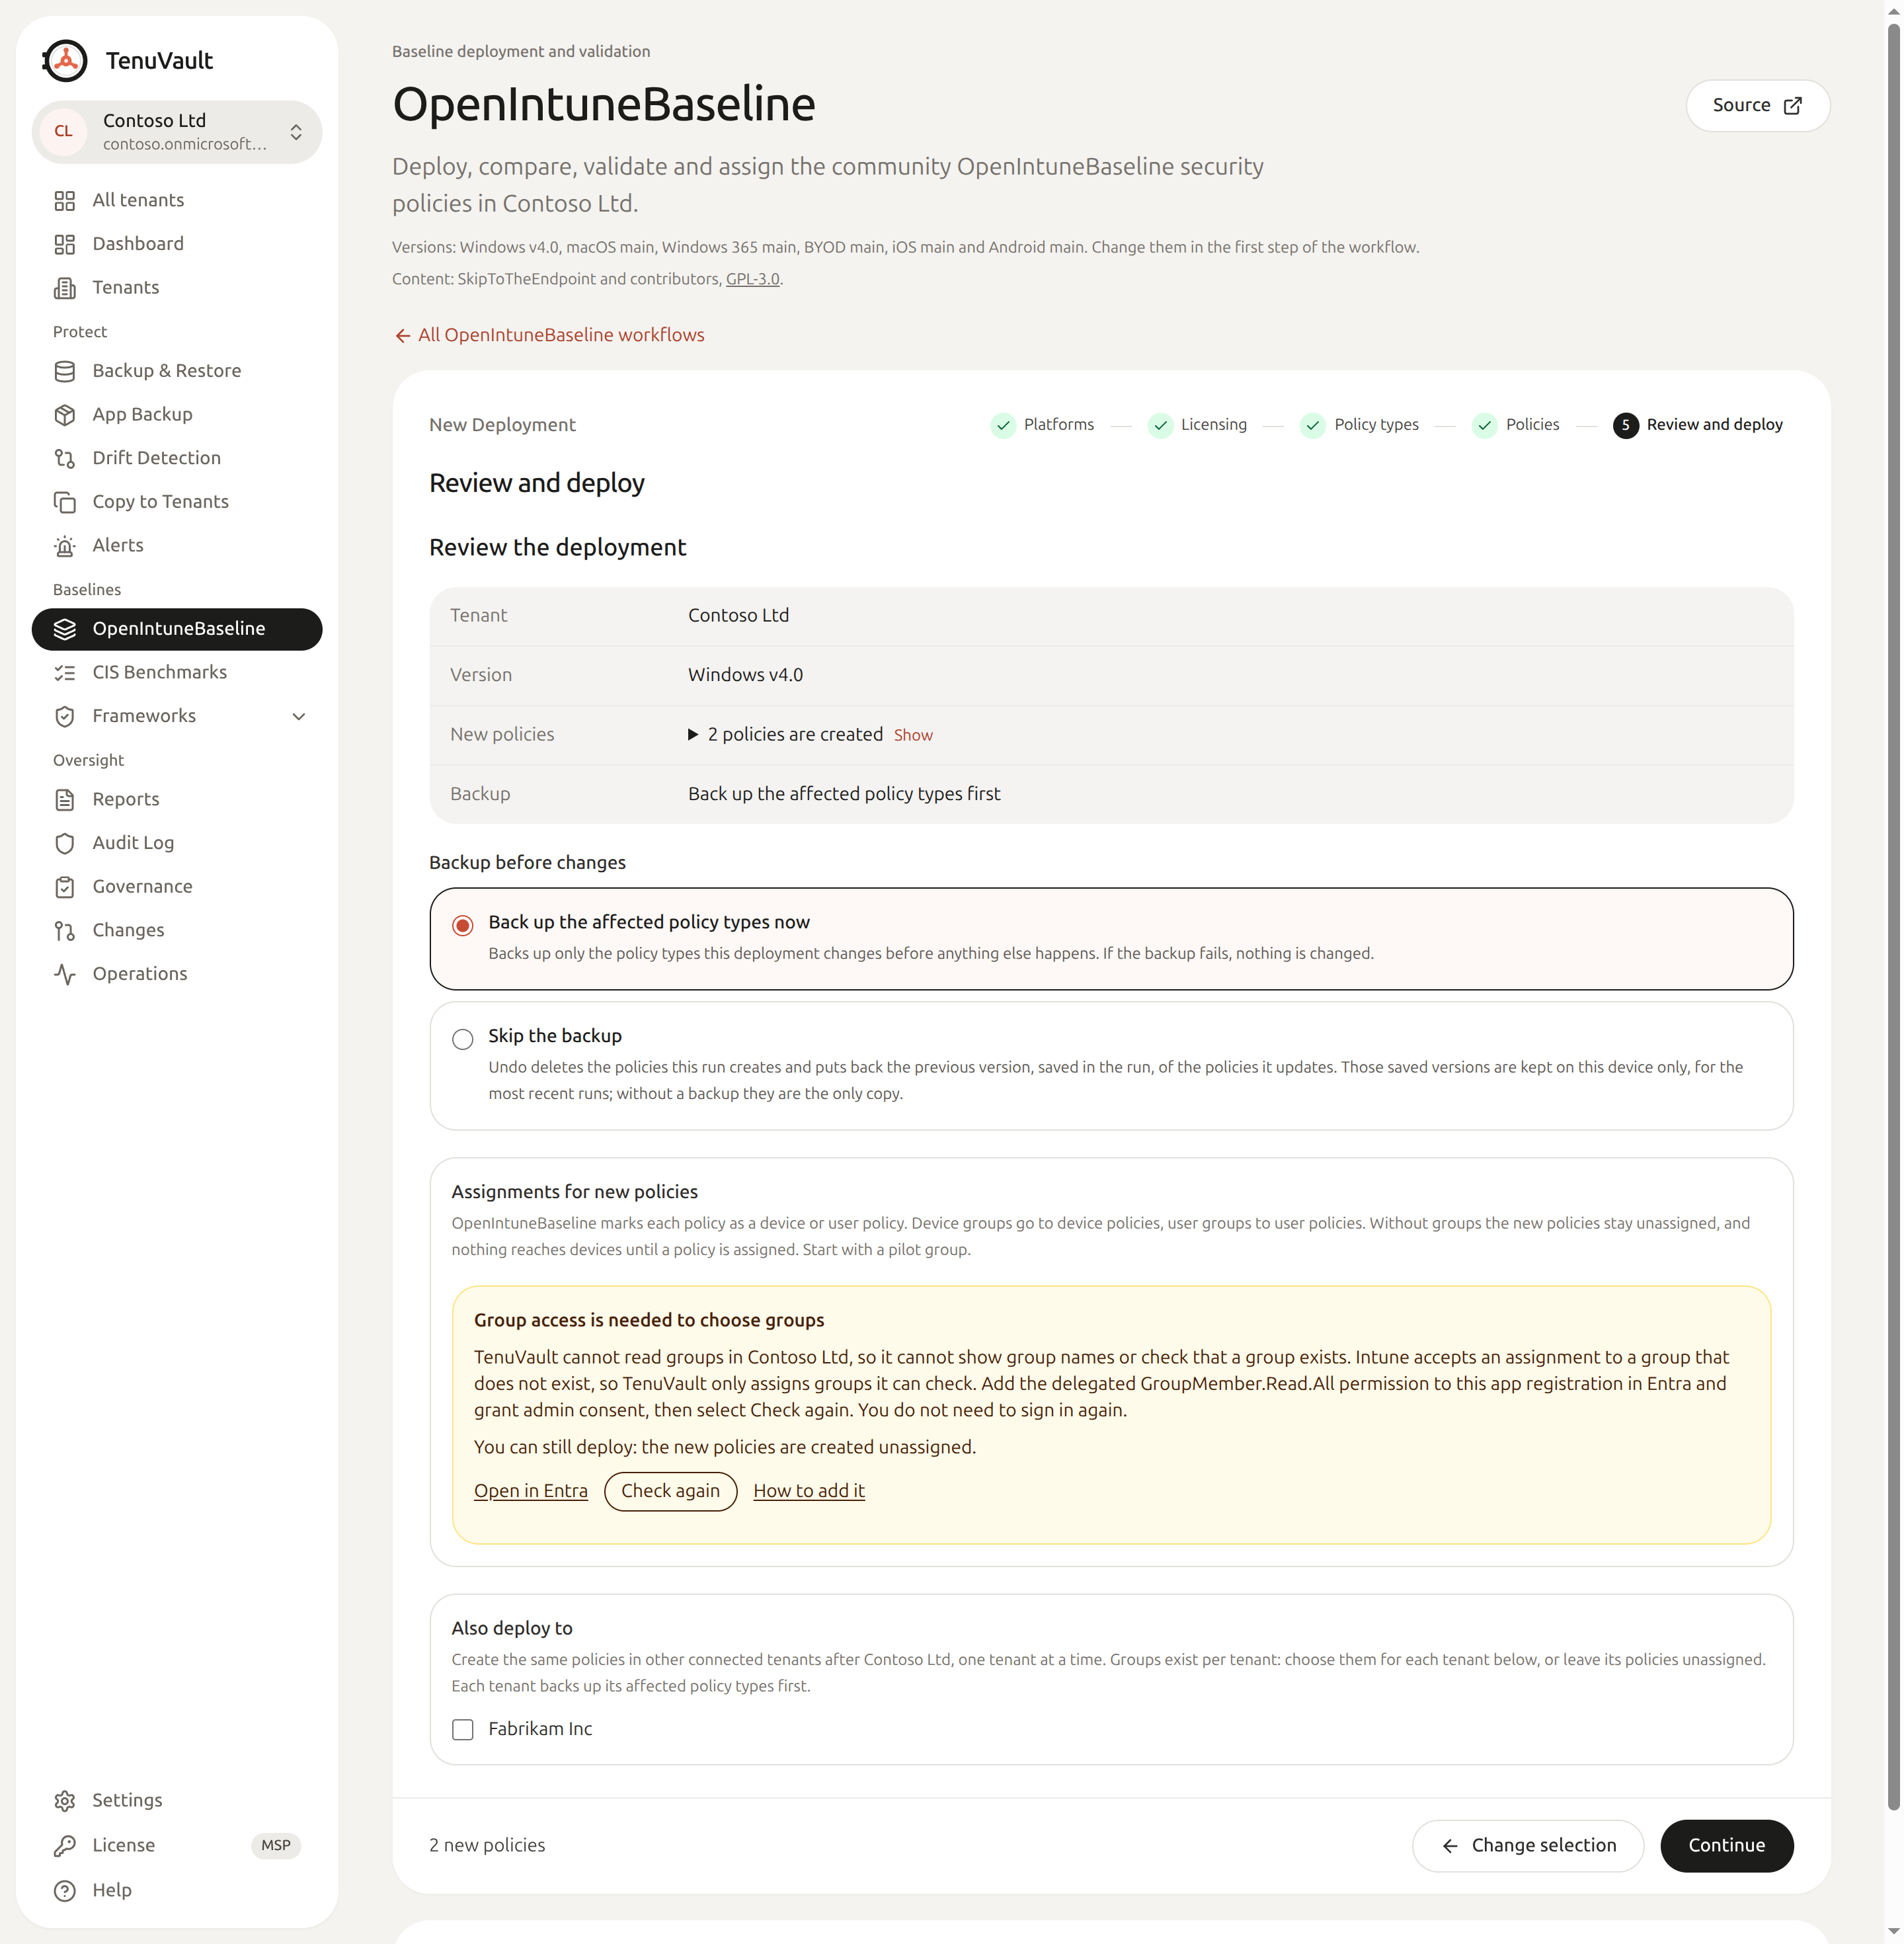 TenuVault
CL
Contoso Ltd
contoso.onmicrosoft...
All tenants
Dashboard
Tenants
Protect
Backup & Restore
App Backup
Drift Detection
Copy to Tenants
Alerts
Baselines
OpenIntuneBaseline
CIS Benchmarks
Frameworks
Oversight
Reports
Audit Log
Governance
Changes
Operations
Settings
License
MSP
Help
Baseline deployment and validation
OpenIntuneBaseline
Source
Deploy, compare, validate and assign the community OpenIntuneBaseline security
policies in Contoso Ltd.
Versions: Windows v4.0, macOS main, Windows 365 main, BYOD main, iOS main and Android main. Change them in the first step of the workflow.
Content: SkipToTheEndpoint and contributors, GPL-3.0.
All OpenIntuneBaseline workflows
New Deployment
Platforms
Licensing
Policy types
Policies
5
Review and deploy
Review and deploy
Review the deployment
Tenant
Contoso Ltd
Version
Windows v4.0
New policies
2 policies are created Show
Backup
Back up the affected policy types first
Backup before changes
Back up the affected policy types now
Backs up only the policy types this deployment changes before anything else happens. If the backup fails, nothing is changed.
Skip the backup
Undo deletes the policies this run creates and puts back the previous version, saved in the run, of the policies it updates. Those saved versions are kept on this device only, for the
most recent runs; without a backup they are the only copy.
Assignments for new policies
OpenIntuneBaseline marks each policy as a device or user policy. Device groups go to device policies, user groups to user policies. Without groups the new policies stay unassigned, and
nothing reaches devices until a policy is assigned. Start with a pilot group.
Group access is needed to choose groups
TenuVault cannot read groups in Contoso Ltd, so it cannot show group names or check that a group exists. Intune accepts an assignment to a group that
does not exist, so TenuVault only assigns groups it can check. Add the delegated GroupMember.Read.All permission to this app registration in Entra and
grant admin consent, then select Check again. You do not need to sign in again.
You can still deploy: the new policies are created unassigned.
Open in Entra
Check again
How to add it
Also deploy to
Create the same policies in other connected tenants after Contoso Ltd, one tenant at a time. Groups exist per tenant: choose them for each tenant below, or leave its policies unassigned.
Each tenant backs up its affected policy types first.
Fabrikam Inc
2 new policies
Change selection
Continue